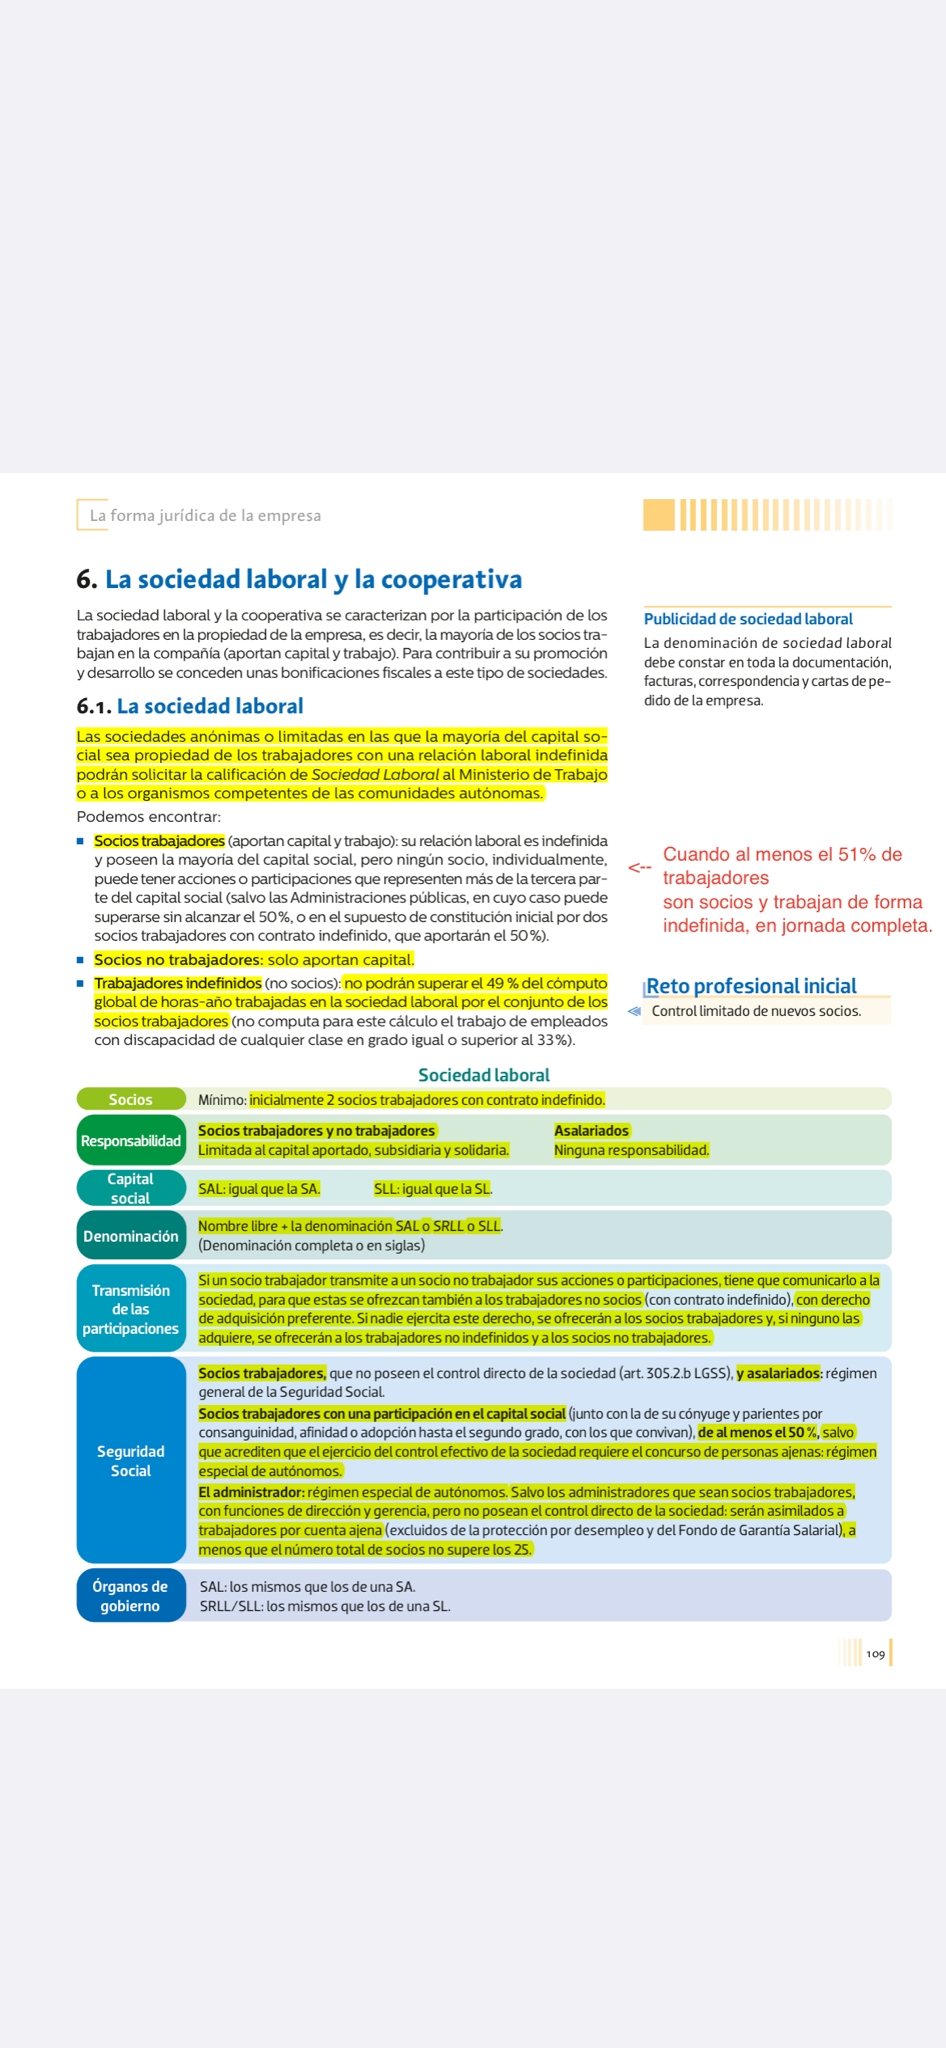 La forma jurídica de la empresa
6. La sociedad laboral y la cooperativa
La sociedad laboral y la cooperativa se caracterizan por la participación de los
trabajadores en la propiedad de la empresa, es decir, la mayoría de los socios tra-
bajan en la compañía (aportan capital y trabajo). Para contribuir a su promoción
y desarrollo se conceden unas bonificaciones fiscales a este tipo de sociedades.
Publicidad de sociedad laboral
La denominación de sociedad laboral
debe constar en toda la documentación,
facturas, correspondencia y cartas de pe-
dido de la empresa.
6.1. La sociedad laboral
Las sociedades anónimas o limitadas en las que la mayoría del capital so-
cial sea propiedad de los trabajadores con una relación laboral indefinida
podrán solicitar la calificación de Sociedad Laboral al Ministerio de Trabajo
o a los organismos competentes de las comunidades autónomas.
Podemos encontrar:
Socios trabajadores (aportan capital y trabajo): su relación laboral es indefinida
y poseen la mayoría del capital social, pero ningún socio, individualmente,
puede tener acciones o participaciones que representen más de la tercera par-
te del capital social (salvo las Administraciones públicas, en cuyo caso puede
superarse sin alcanzar el 50%, o en el supuesto de constitución inicial por dos
socios trabajadores con contrato indefinido, que aportarán el 50%).
<-- Cuando al menos el 51% de
trabajadores
son socios y trabajan de forma
indefinida, en jornada completa.
Socios no trabajadores: solo aportan capital.
Trabajadores indefinidos (no socios): no podrán superar el 49 % del cómputo
global de horas-año trabajadas en la sociedad laboral por el conjunto de los
socios trabajadores (no computa para este cálculo el trabajo de empleados
con discapacidad de cualquier clase en grado igual o superior al 33%).
Reto profesional inicial
Control limitado de nuevos socios.
Sociedad laboral
Socios
Mínimo: inicialmente 2 socios trabajadores con contrato indefinido.
Responsabilidad
Socios trabajadores y no trabajadores
Limitada al capital aportado, subsidiaria y solidaria.
Asalariados
Ninguna responsabilidad.
Capital
social
SAL: igual que la SA. SLL: igual que la SL.
Denominación
Nombre libre + la denominación SAL o SRLL o SLL.
(Denominación completa o en siglas)
Transmisión
de las
participaciones
Si un socio trabajador transmite a un socio no trabajador sus acciones o participaciones, tiene que comunicarlo a la
sociedad, para que estas se ofrezcan también a los trabajadores no socios (con contrato indefinido), con derecho
de adquisición preferente. Si nadie ejercita este derecho, se ofrecerán a los socios trabajadores y, si ninguno las
adquiere, se ofrecerán a los trabajadores no indefinidos y a los socios no trabajadores.
Seguridad
Social
Socios trabajadores, que no poseen el control directo de la sociedad (art. 305.2.b LGSS), y asalariados: régimen
general de la Seguridad Social.
Socios trabajadores con una participación en el capital social (junto con la de su cónyuge y parientes por
consanguinidad, afinidad o adopción hasta el segundo grado, con los que convivan), de al menos el 50 %, salvo
que acrediten que el ejercicio del control efectivo de la sociedad requiere el concurso de personas ajenas: régimen
especial de autónomos.
El administrador: régimen especial de autónomos. Salvo los administradores que sean socios trabajadores,
con funciones de dirección y gerencia, pero no posean el control directo de la sociedad: serán asimilados a
trabajadores por cuenta ajena (excluidos de la protección por desempleo y del Fondo de Garantía Salarial), a
menos que el número total de socios no supere los 25.
Órganos de
gobierno
SAL: los mismos que los de una SA.
SRLL/SLL: los mismos que los de una SL.
109